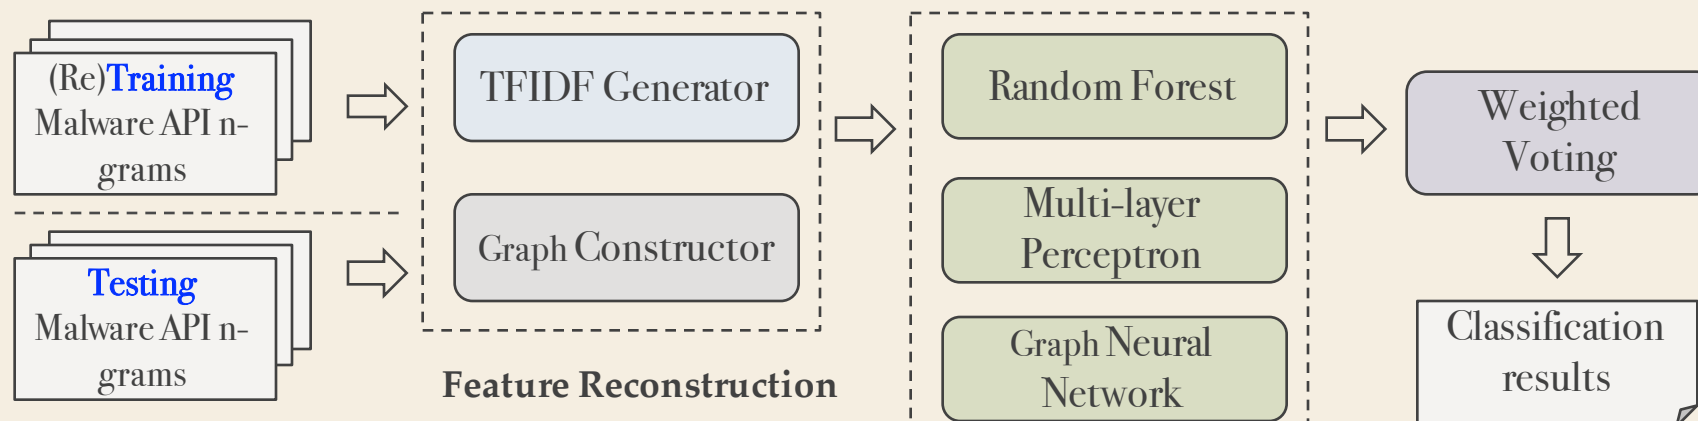 (Re)Training
Malware API n-
grams
Testing
Malware API n-
grams
TFIDF Generator
Graph Constructor
Feature Reconstruction
Random Forest
Multi-layer
Perceptron
Graph Neural
Network
Weighted
Voting
Classification
results